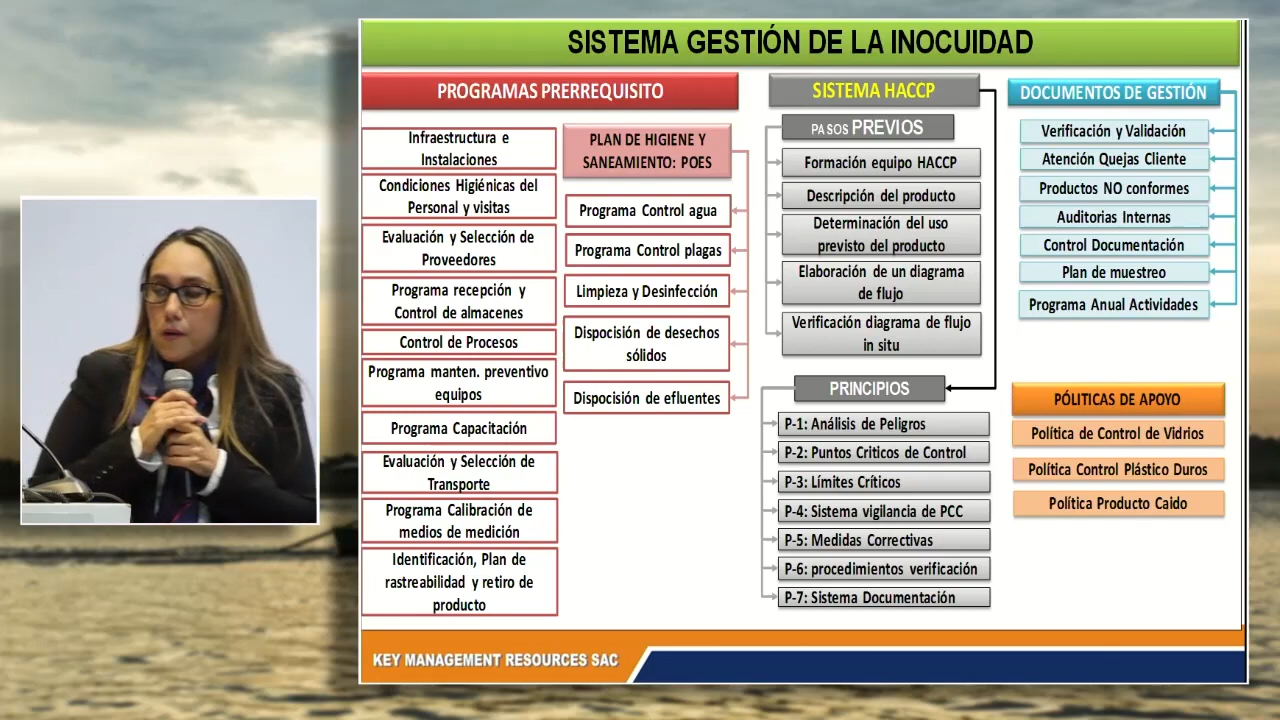 SISTEMA GESTIÓN DE LA INOCUIDAD
PROGRAMAS PRERREQUISITO
Infraestructura e
Instalaciones
Condiciones Higiénicas del
Personal y visitas
Evaluación y Selección de
Proveedores
Programa recepción y
Control de almacenes
Control de Procesos
Programa manten. preventivo
equipos
Programa Capacitación
Evaluación y Selección de
Transporte
Programa Calibración de
medios de medición
Identificación, Plan de
rastreabilidad y retiro de
producto
PLAN DE HIGIENE Y
SANEAMIENTO: POES
Programa Control agua
Programa Control plagas
Limpieza y Desinfección
Disposición de desechos
sólidos
Disposición de efluentes
SISTEMA HACCP
PASOS PREVIOS
Formación equipo HACCP
Descripción del producto
Determinación del uso
previsto del producto
Elaboración de un diagrama
de flujo
Verificación diagrama de flujo
in situ
PRINCIPIOS
P-1: Análisis de Peligros
P-2: Puntos Criticos de Control
P-3: Límites Críticos
P-4: Sistema vigilancia de PCC
P-5: Medidas Correctivas
P-6: procedimientos verificación
P-7: Sistema Documentación
DOCUMENTOS DE GESTIÓN
Verificación y Validación
Atención Quejas Cliente
Productos NO conformes
Auditorias Internas
Control Documentación
Plan de muestreo
Programa Anual Actividades
PÓLITICAS DE APOYO
Política de Control de Vidrios
Política Control Plástico Duros
Política Producto Caido
KEY MANAGEMENT RESOURCES SAC